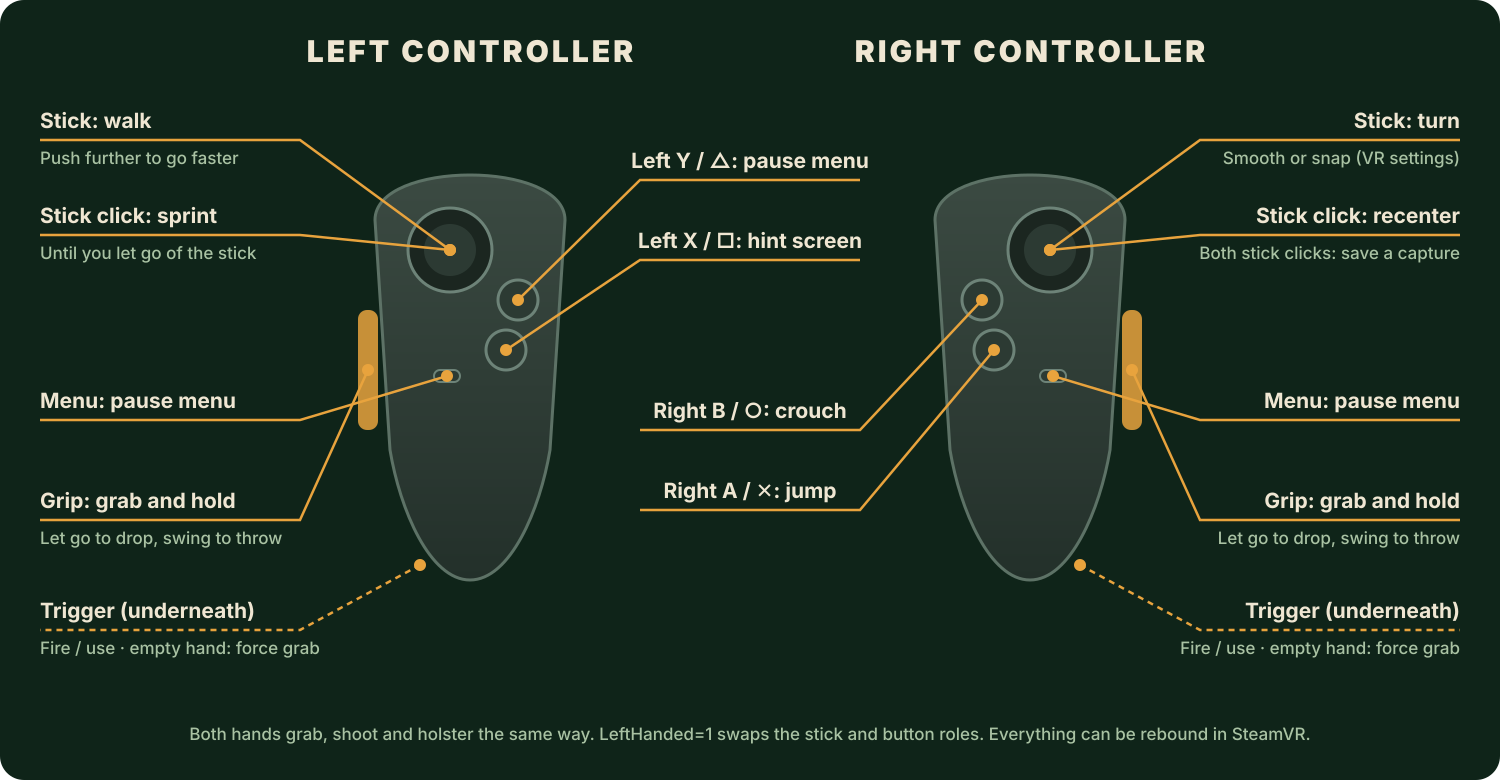 LEFT CONTROLLER
RIGHT CONTROLLER
Stick: walk
Push further to go faster
Stick click: sprint
Until you let go of the stick
Menu: pause menu
Grip: grab and hold
Let go to drop, swing to throw
Trigger (underneath)
Fire / use · empty hand: force grab
Left Y / △: pause menu
Left X / □: hint screen
Right B / ○: crouch
Right A / ✕: jump
Stick: turn
Smooth or snap (VR settings)
Stick click: recenter
Both stick clicks: save a capture
Menu: pause menu
Grip: grab and hold
Let go to drop, swing to throw
Trigger (underneath)
Fire / use · empty hand: force grab
Both hands grab, shoot and holster the same way. LeftHanded=1 swaps the stick and button roles. Everything can be rebound in SteamVR.